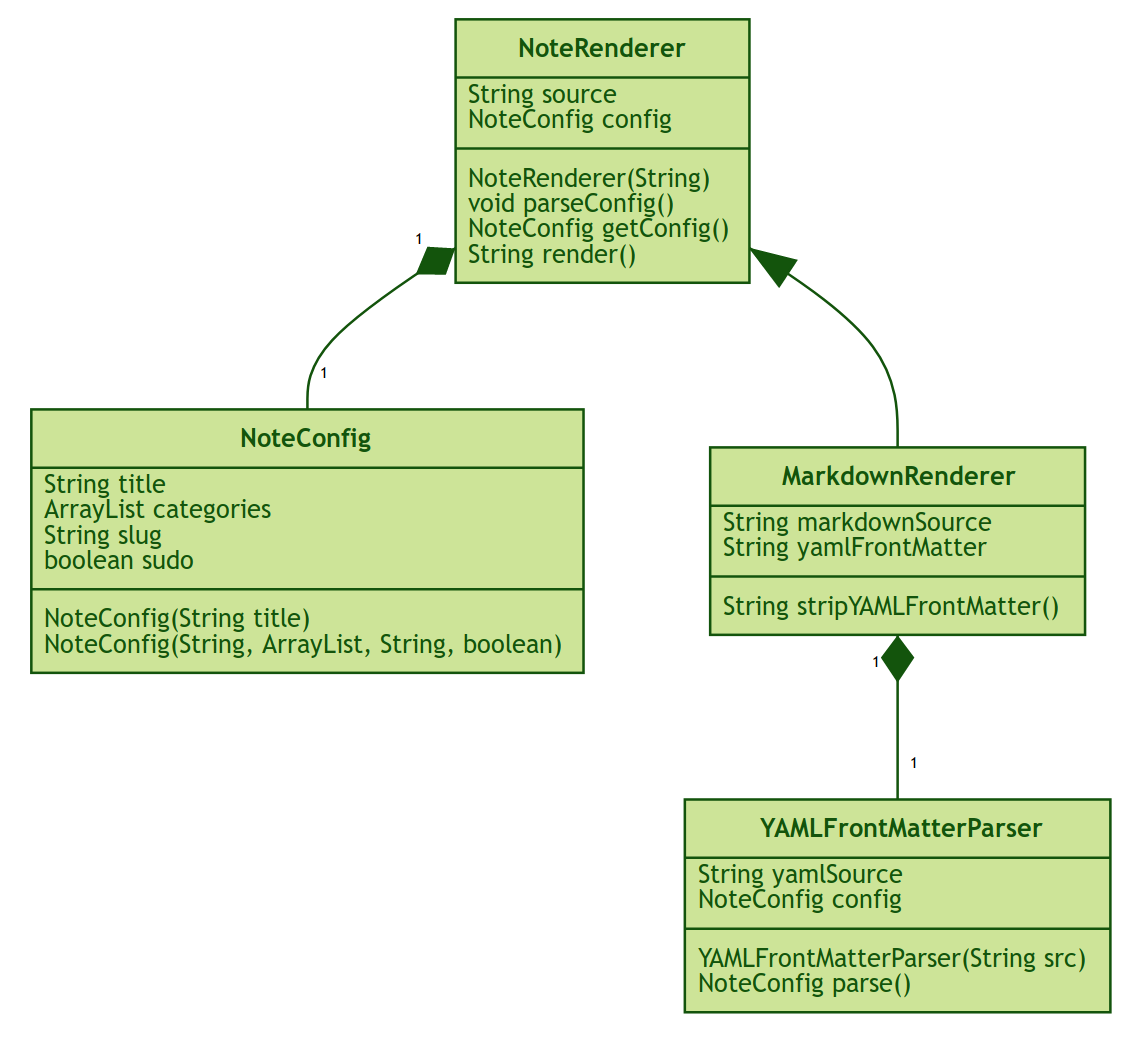 NoteRenderer
String source
NoteConfig config
NoteRenderer(String)
void parseConfig()
NoteConfig getConfig()
String render()
1
1
NoteConfig
String title
ArrayList categories
String slug
boolean sudo
NoteConfig(String title)
NoteConfig(String, ArrayList, String, boolean)
MarkdownRenderer
String markdownSource
String yamlFrontMatter
String stripYAMLFrontMatter()
1
1
YAMLFrontMatterParser
String yamlSource
NoteConfig config
YAMLFrontMatterParser(String src)
NoteConfig parse()